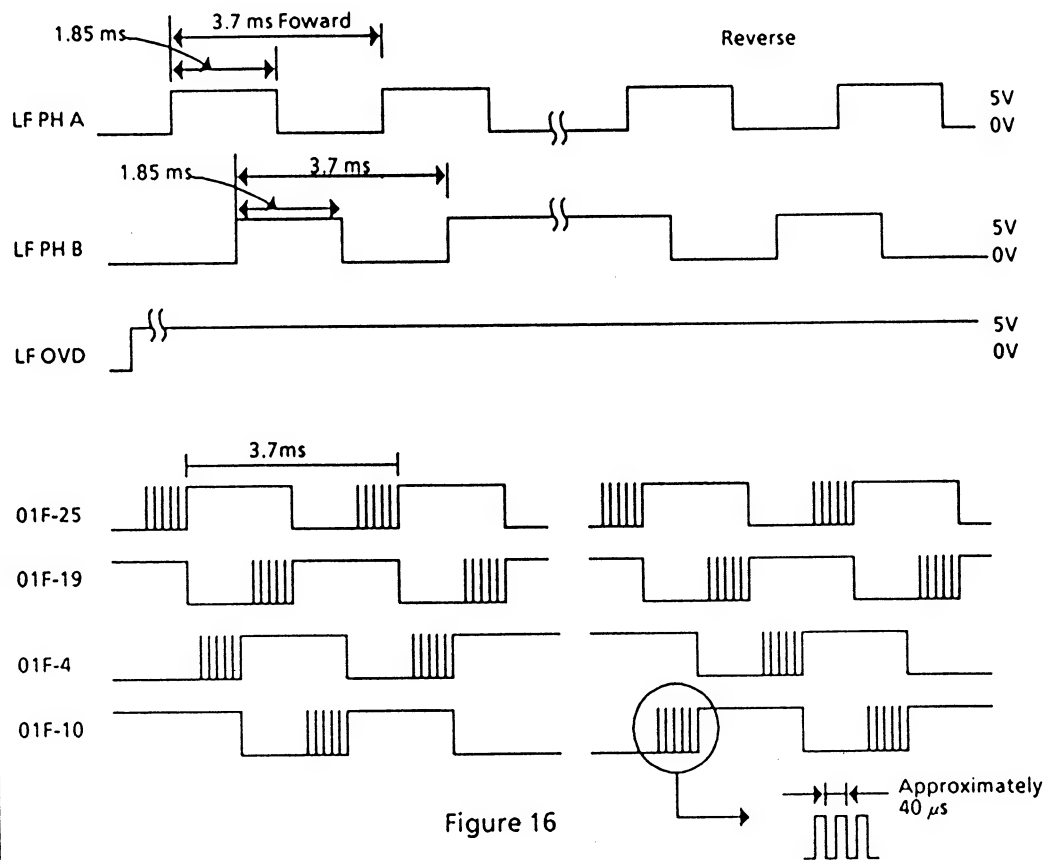 3.7 ms Foward
1.85 ms
Reverse
LF PH A
5V
0V
1.85 ms
3.7 ms
LF PH B
5V
0V
LF OVD
5V
0V
3.7ms
01F-25
01F-19
01F-4
01F-10
Approximately
40 µs
Figure 16